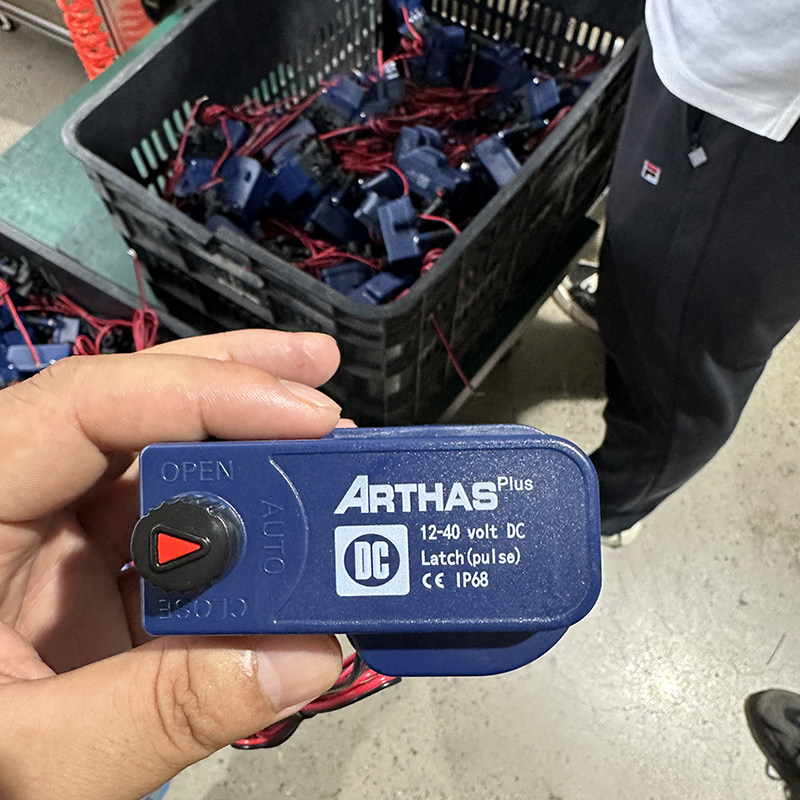 OPEN
AUTO
CLOSE
ARTHAS Plus
DC
12-40 volt DC
Latch(pulse)
CE IP68